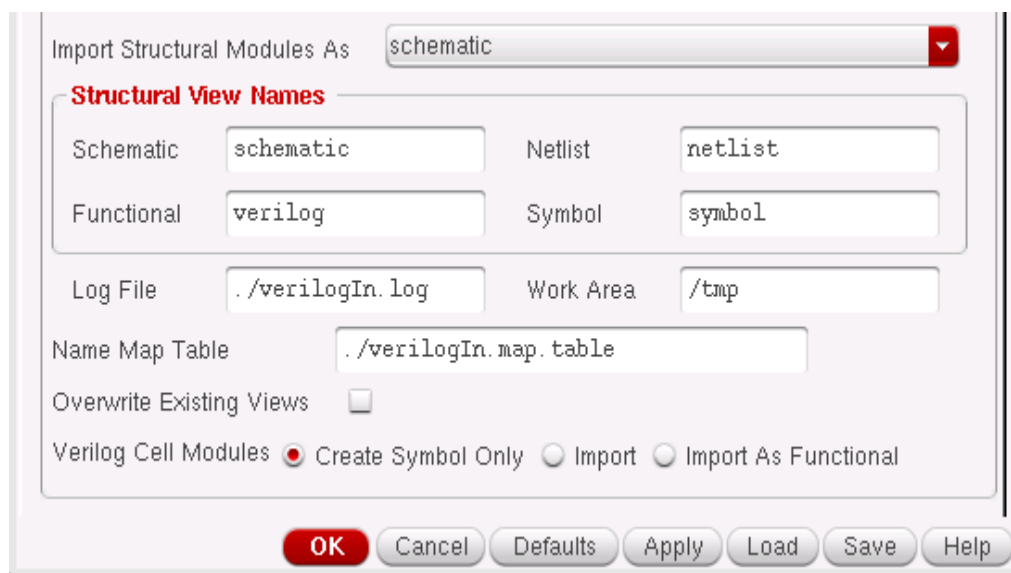 Import Structural Modules As schematic
Structural View Names
Schematic schematic Netlist netlist
Functional verilog Symbol symbol
Log File ./verilogIn.log Work Area /tmp
Name Map Table ./verilogIn.map.table
Overwrite Existing Views
Verilog Cell Modules Create Symbol Only Import Import As Functional
OK Cancel Defaults Apply Load Save Help